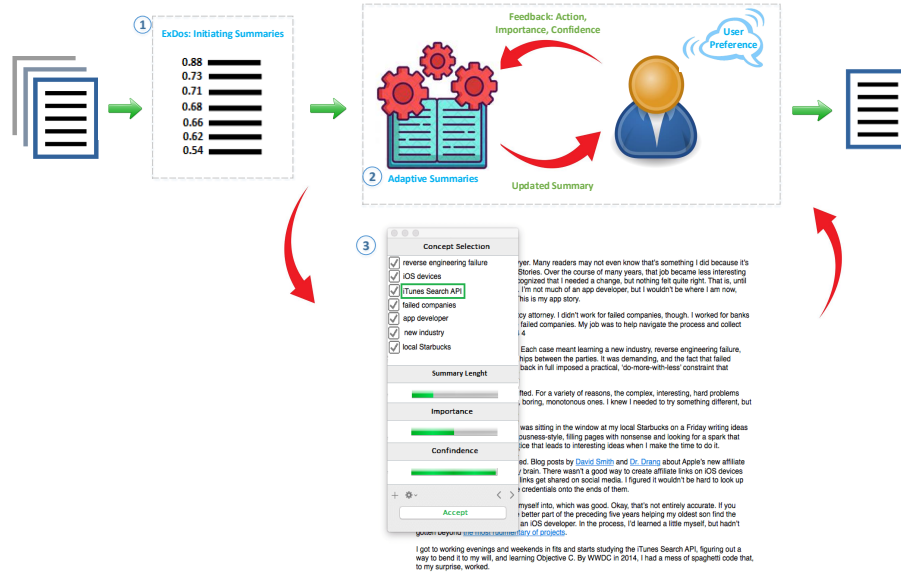 1
ExDos: Initiating Summaries
0.88
0.73
0.71
0.68
0.66
0.62
0.54
Feedback: Action,
Importance, Confidence
User
Preference
2 Adaptive Summaries
Updated Summary
3
Concept Selection
reverse engineering failure
iOS devices
iTunes Search API
failed companies
app developer
new industry
local Starbucks
Summary Lenght
Importance
Confindence
Accept
yer. Many readers may not even know that's something I did because it's
Stories. Over the course of many years, that job became less interesting
ognized that I needed a change, but nothing felt quite right. That is, until
I'm not much of an app developer, but I wouldn't be where I am now,
his is my app story.
cy attorney. I didn't work for failed companies, though. I worked for banks
failed companies. My job was to help navigate the process and collect
4
Each case meant learning a new industry, reverse engineering failure,
hips between the parties. It was demanding, and the fact that failed
back in full imposed a practical, 'do-more-with-less' constraint that
fted. For a variety of reasons, the complex, interesting, hard problems
, boring, monotonous ones. I knew I needed to try something different, but
was sitting in the window at my local Starbucks on a Friday writing ideas
ousness-style, filling pages with nonsense and looking for a spark that
tice that leads to interesting ideas when I make the time to do it.
ed. Blog posts by David Smith and Dr. Drang about Apple's new affiliate
y brain. There wasn't a good way to create affiliate links on iOS devices
links get shared on social media. I figured it wouldn't be hard to look up
e credentials onto the ends of them.
myself into, which was good. Okay, that's not entirely accurate. If you
better part of the preceding five years helping my oldest son find the
an iOS developer. In the process, I'd learned a little myself, but hadn't
gotten beyond the most rudimentary of projects.
I got to working evenings and weekends in fits and starts studying the iTunes Search API, figuring out a
way to bend it to my will, and learning Objective C. By WWDC in 2014, I had a mess of spaghetti code that,
to my surprise, worked.